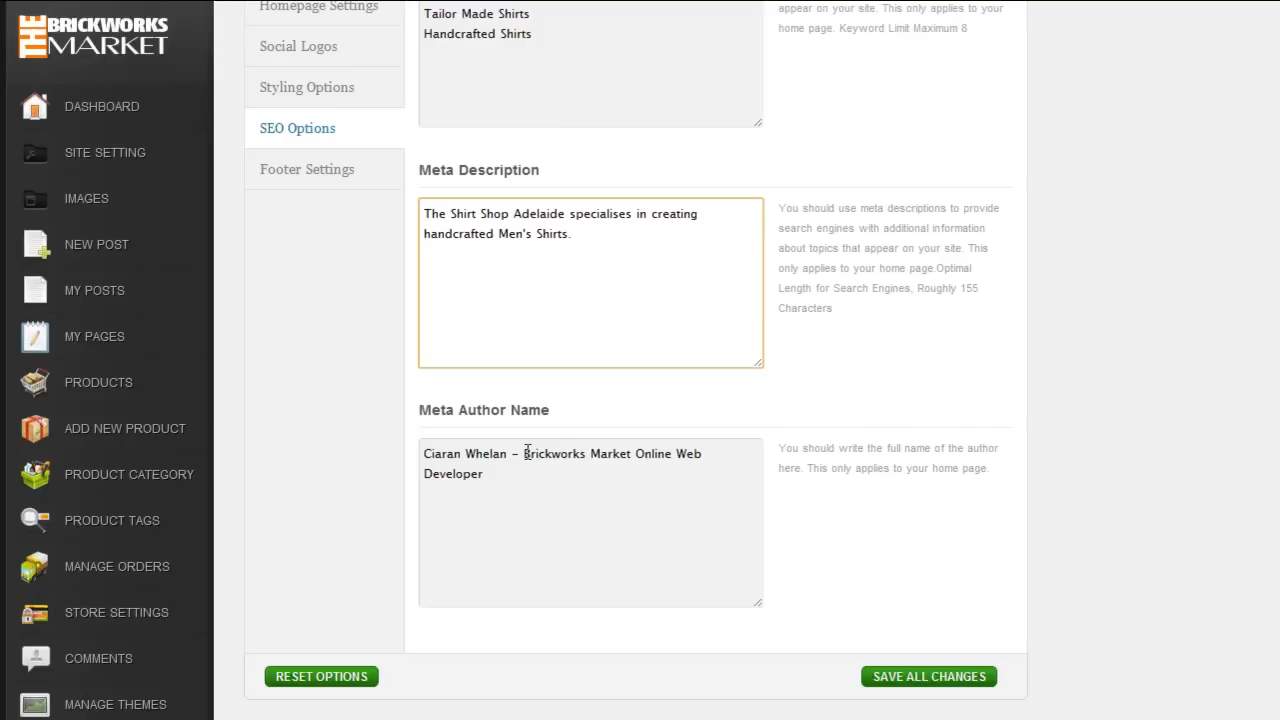 THE BRICKWORKS
MARKET
DASHBOARD
SITE SETTING
IMAGES
NEW POST
MY POSTS
MY PAGES
PRODUCTS
ADD NEW PRODUCT
PRODUCT CATEGORY
PRODUCT TAGS
MANAGE ORDERS
STORE SETTINGS
COMMENTS
MANAGE THEMES
Homepage Settings
Social Logos
Styling Options
SEO Options
Footer Settings
Tailor Made Shirts
Handcrafted Shirts
appear on your site. This only applies to your
home page. Keyword Limit Maximum 8
Meta Description
The Shirt Shop Adelaide specialises in creating
handcrafted Men's Shirts.
You should use meta descriptions to provide
search engines with additional information
about topics that appear on your site. This
only applies to your home page.Optimal
Length for Search Engines, Roughly 155
Characters
Meta Author Name
Ciaran Whelan - Brickworks Market Online Web
Developer
You should write the full name of the author
here. This only applies to your home page.
RESET OPTIONS
SAVE ALL CHANGES